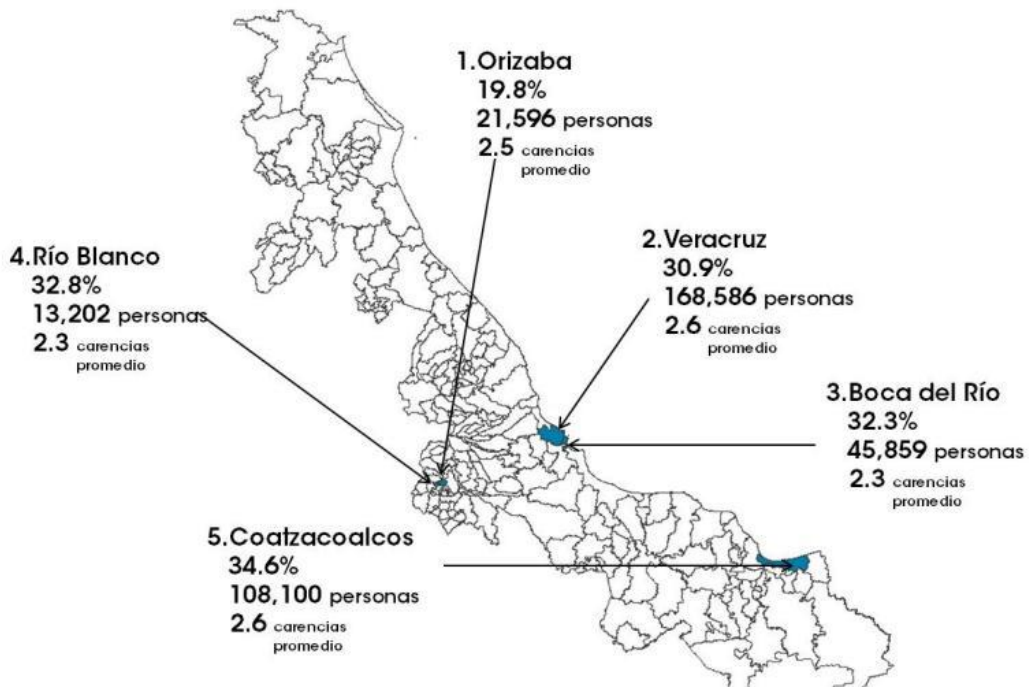 1.Orizaba
19.8%
21,596 personas
2.5 carencias
promedio
2.Veracruz
30.9%
168,586 personas
2.6 carencias
promedio
3.Boca del Río
32.3%
45,859 personas
2.3 carencias
promedio
4.Río Blanco
32.8%
13,202 personas
2.3 carencias
promedio
5.Coatzacoalcos
34.6%
108,100 personas
2.6 carencias
promedio